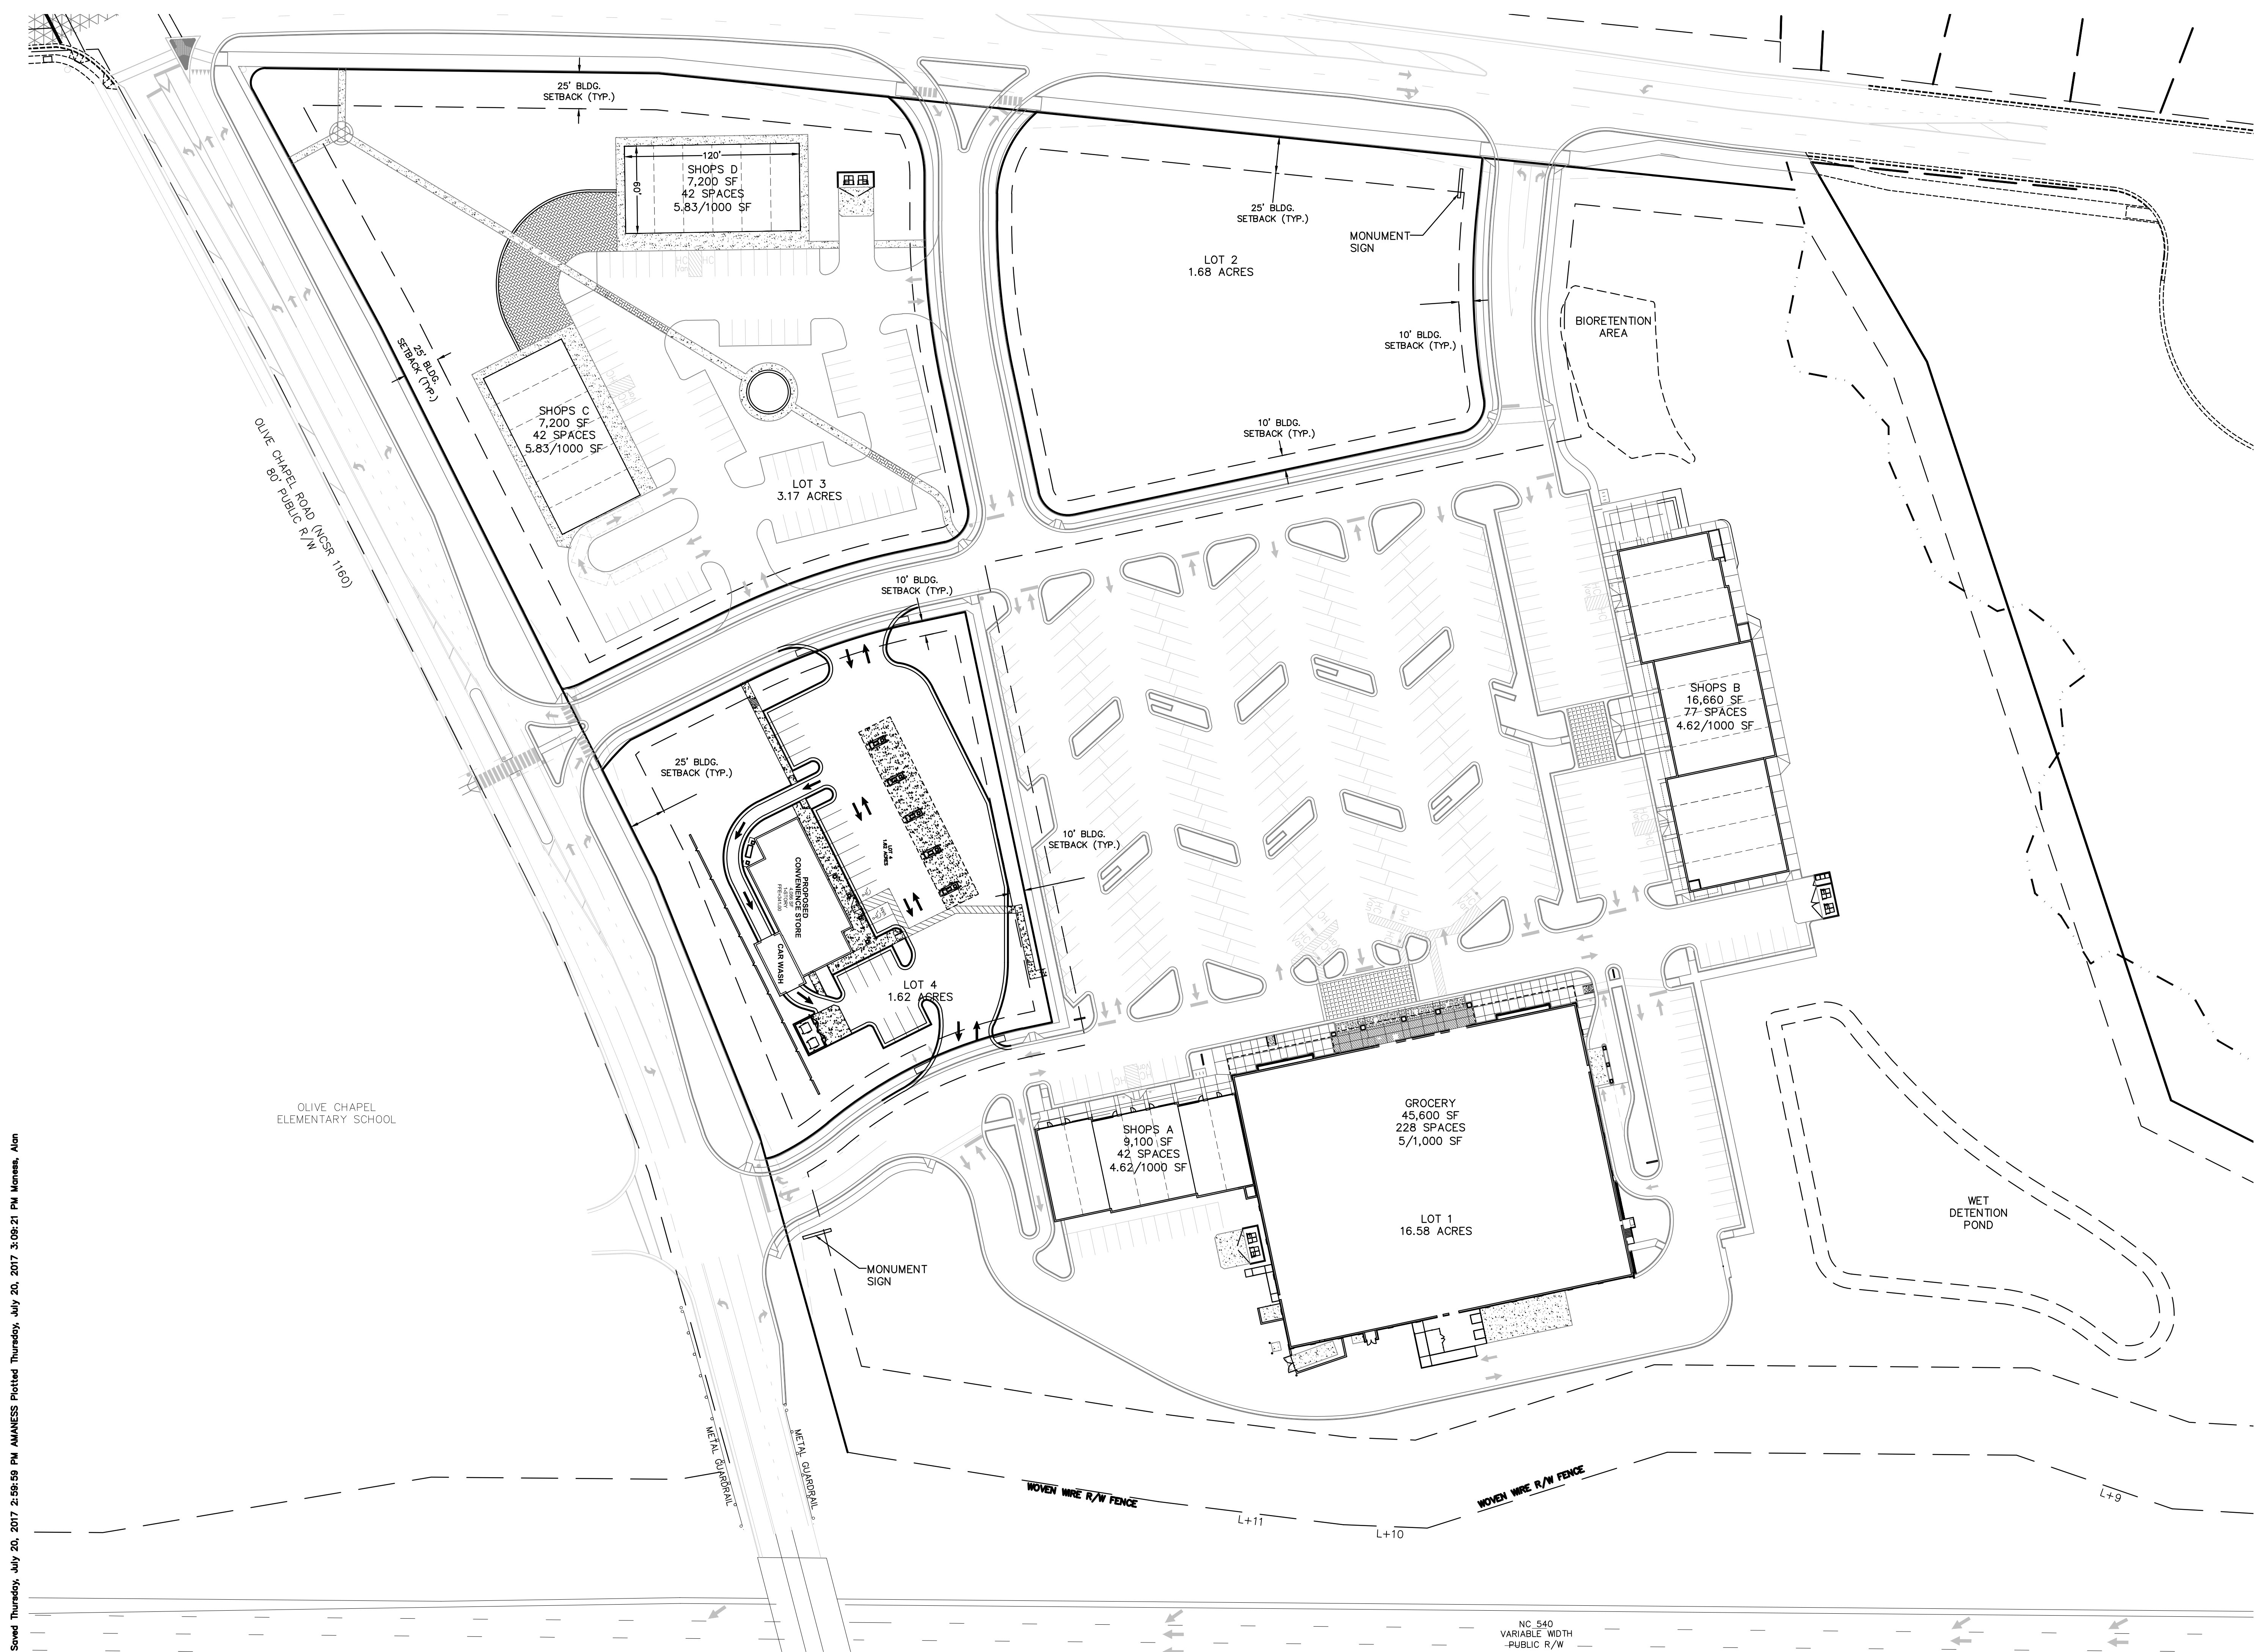 25' BLDG.
SETBACK (TYP.)
120'
60'
SHOPS D
7,200 SF
42 SPACES
5.83/1000 SF
25' BLDG.
SETBACK (TYP.)
MONUMENT
SIGN
LOT 2
1.68 ACRES
BIORETENTION
AREA
10' BLDG.
SETBACK (TYP.)
25' BLDG.
SETBACK (TYP.)
SHOPS C
7,200 SF
42 SPACES
5.83/1000 SF
10' BLDG.
SETBACK (TYP.)
LOT 3
3.17 ACRES
OLIVE CHAPEL ROAD (NCSR 1160)
80' PUBLIC R/W
10' BLDG.
SETBACK (TYP.)
SHOPS B
16,660 SF
77 SPACES
4.62/1000 SF
25' BLDG.
SETBACK (TYP.)
10' BLDG.
SETBACK (TYP.)
LOT 4
1.62 ACRES
PROPOSED
CONVENIENCE STORE
CAR WASH
LOT 4
1.62 ACRES
OLIVE CHAPEL
ELEMENTARY SCHOOL
SHOPS A
9,100 SF
42 SPACES
4.62/1000 SF
GROCERY
45,600 SF
228 SPACES
5/1,000 SF
LOT 1
16.58 ACRES
WET
DETENTION
POND
MONUMENT
SIGN
METAL GUARDRAIL
METAL GUARDRAIL
WOVEN WIRE R/W FENCE
WOVEN WIRE R/W FENCE
L+11
L+10
L+9
NC 540
VARIABLE WIDTH
PUBLIC R/W
Saved Thursday, July 20, 2017 2:59:59 PM AMANESS Plotted Thursday, July 20, 2017 3:09:21 PM Maness, Alan